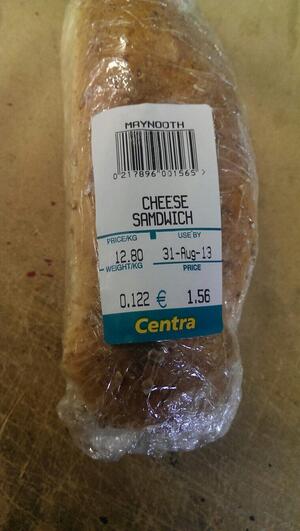 MAYNOOTH
0 217896 001565 >
CHEESE
SAMDWICH
PRICE/KG USE BY
12.80 31-Aug-13
WEIGHT/KG PRICE
0.122 € 1.56
Centra